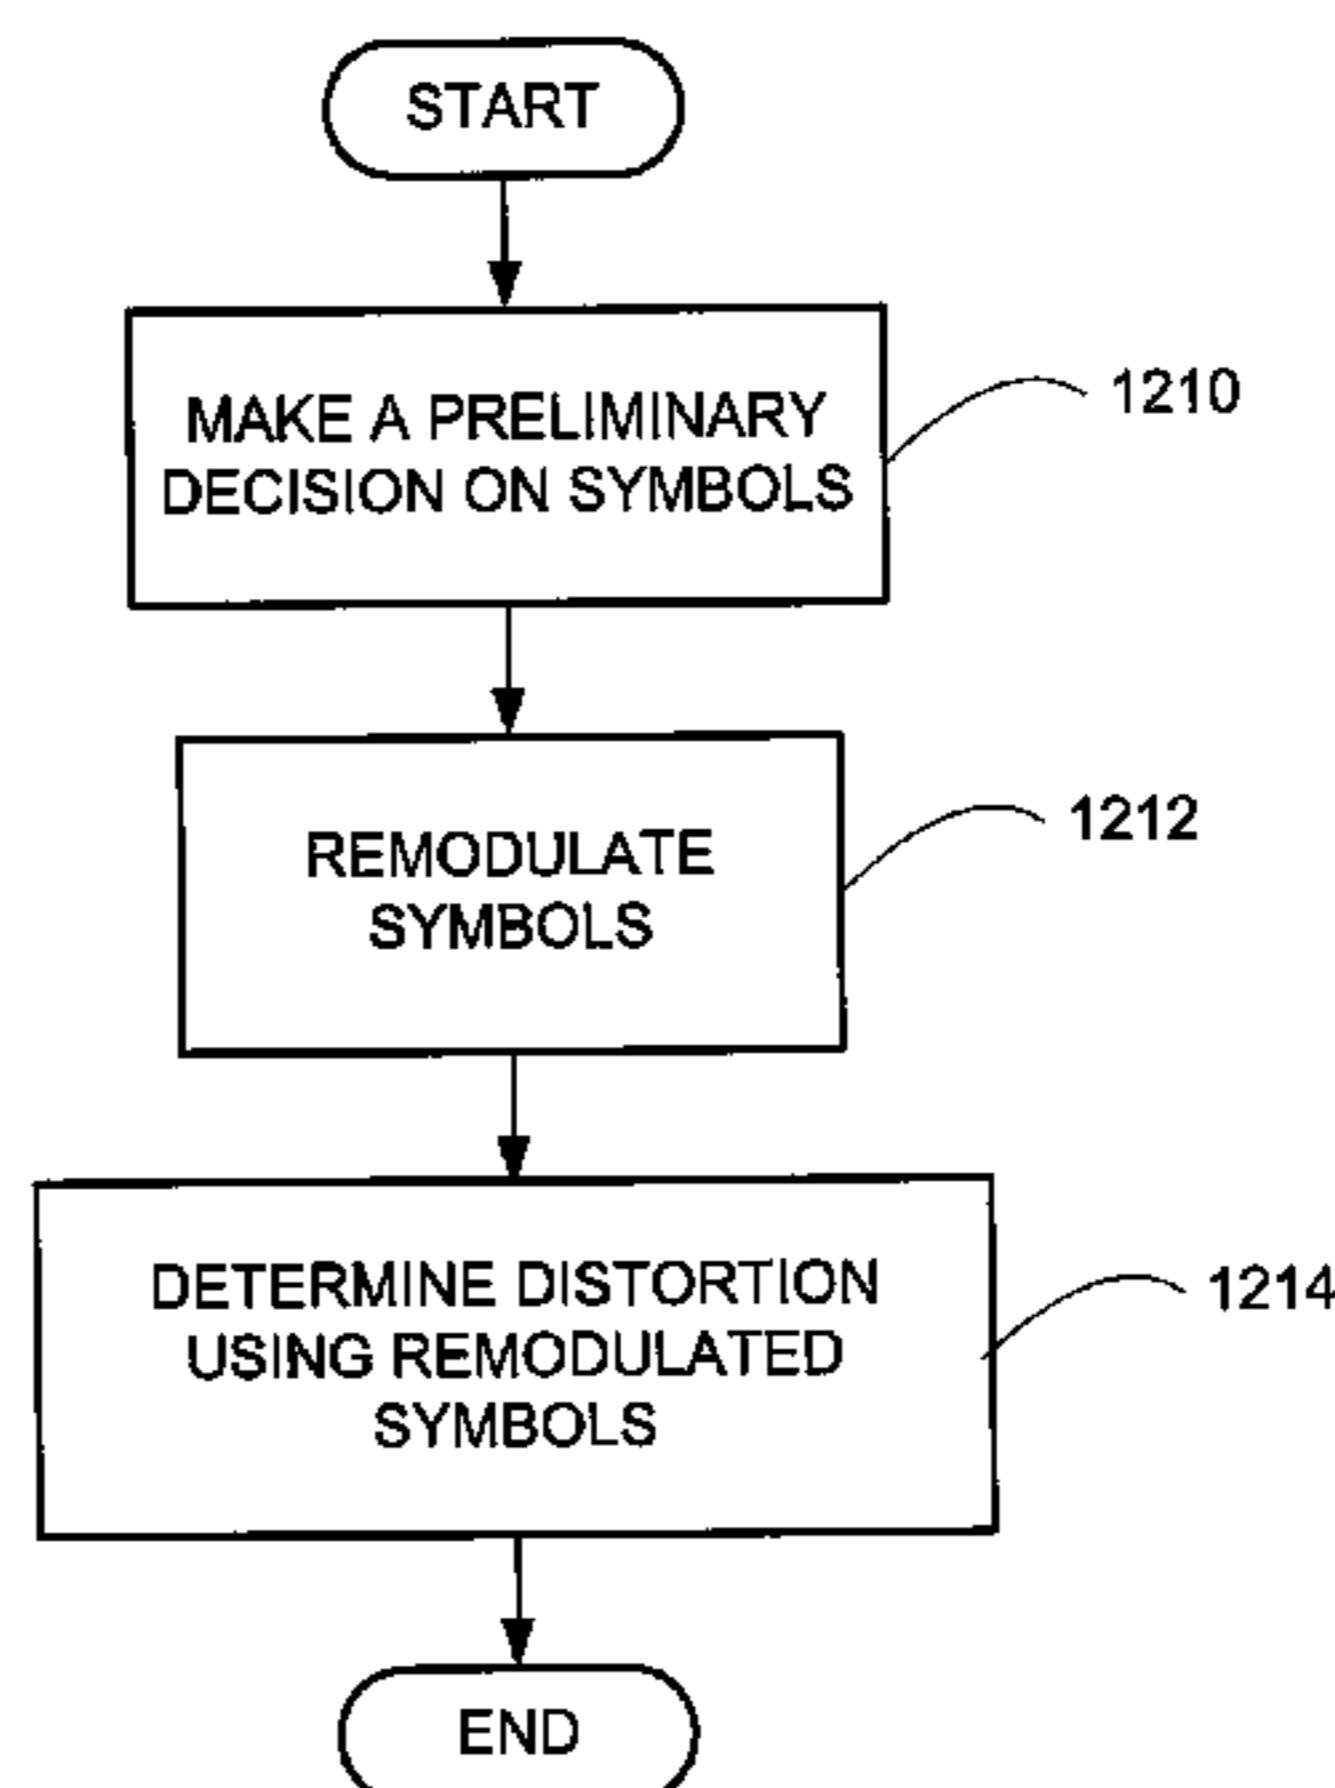 START
MAKE A PRELIMINARY
DECISION ON SYMBOLS
1210
REMODULATE
SYMBOLS
1212
DETERMINE DISTORTION
USING REMODULATED
SYMBOLS
1214
END